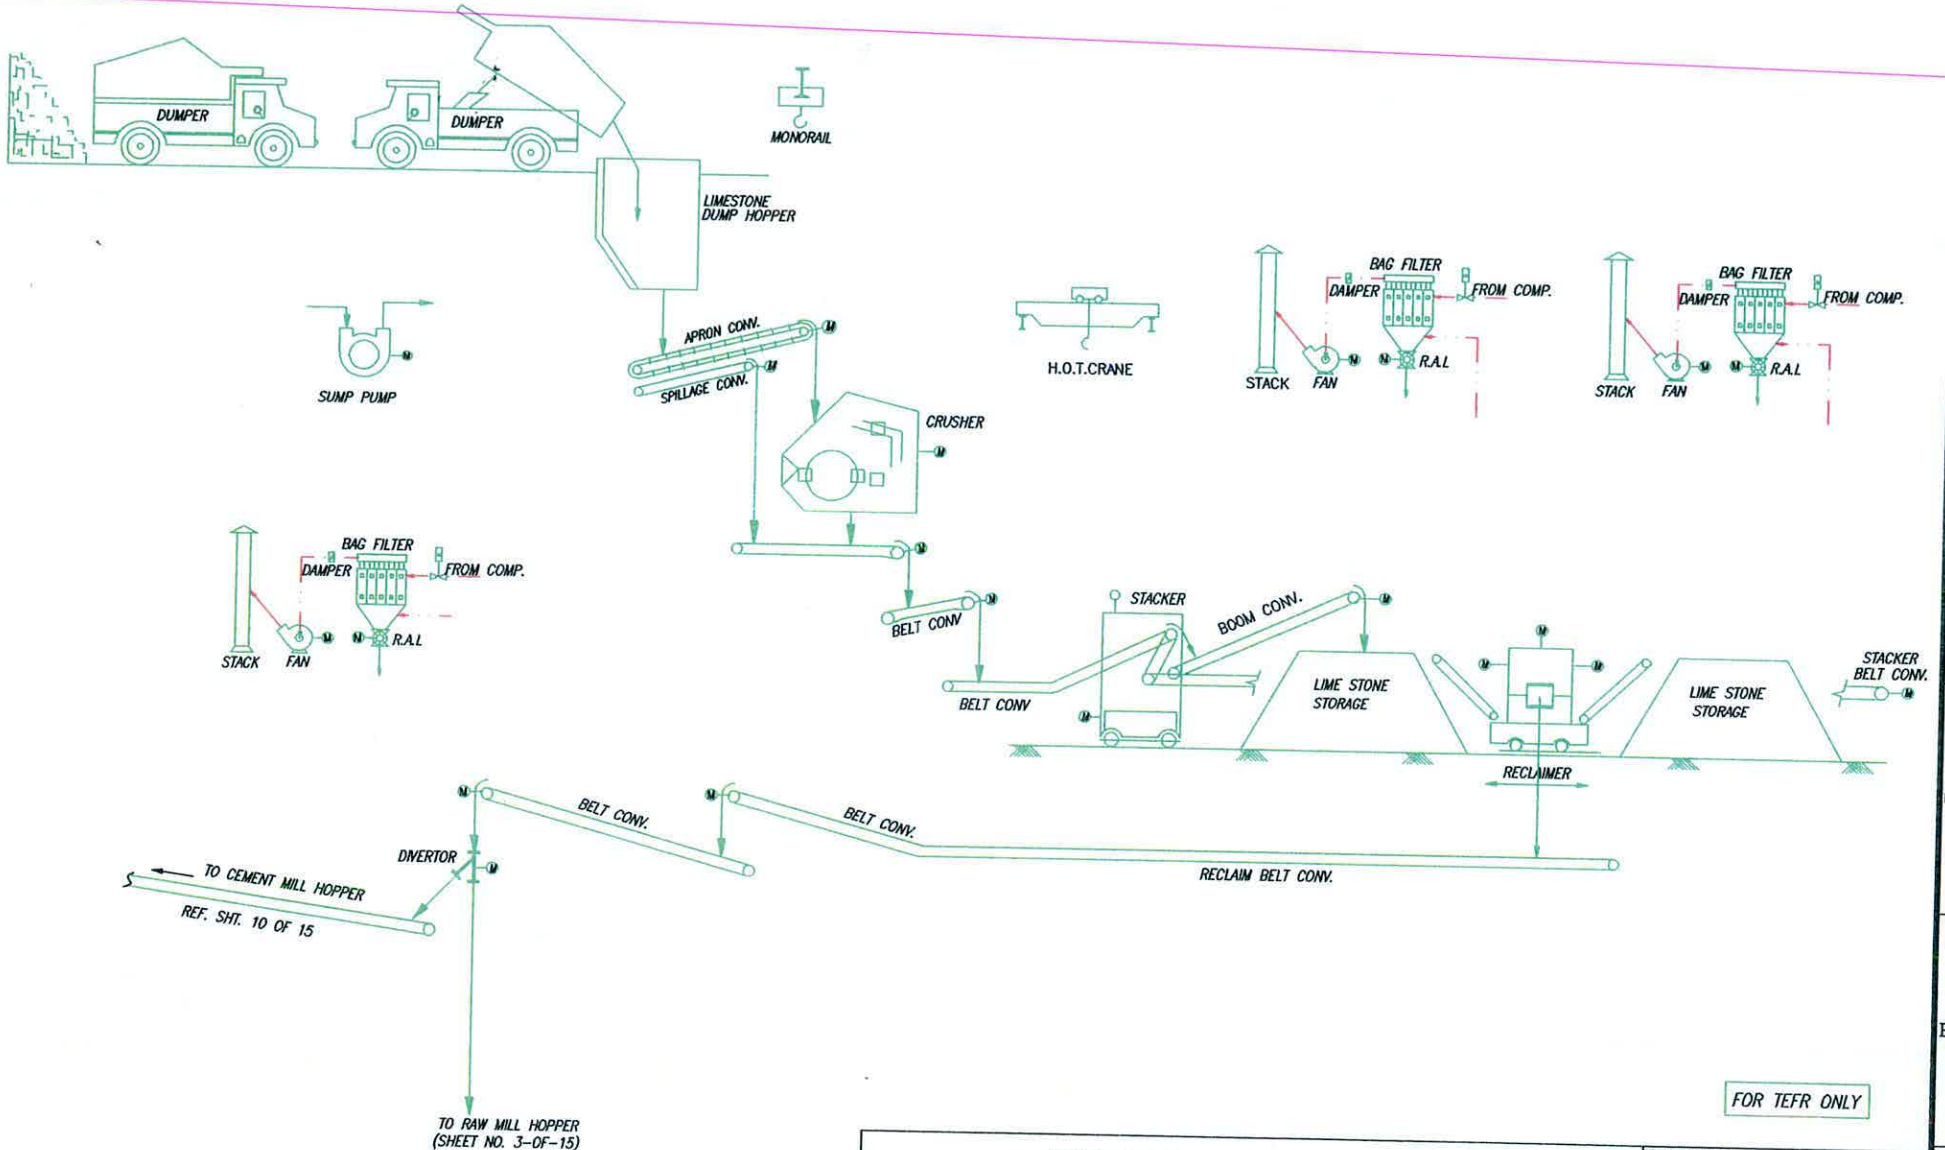 DUMPER
DUMPER
MONORAIL
LIMESTONE
DUMP HOPPER
SUMP PUMP
APRON CONV.
M
SPILLAGE CONV.
M
M
H.O.T.CRANE
BAG FILTER
DAMPER
FROM COMP.
STACK
FAN
M
M
R.A.L
BAG FILTER
DAMPER
FROM COMP.
STACK
FAN
M
M
R.A.L
CRUSHER
M
BAG FILTER
DAMPER
FROM COMP.
STACK
FAN
M
M
R.A.L
M
BELT CONV
M
BELT CONV
STACKER
M
BOOM CONV.
M
LIME STONE
STORAGE
M
M
M
RECLAIMER
LIME STONE
STORAGE
STACKER
BELT CONV.
M
M
BELT CONV.
M
BELT CONV.
RECLAIM BELT CONV.
DIVERTOR
M
TO CEMENT MILL HOPPER
REF. SHT. 10 OF 15
TO RAW MILL HOPPER
(SHEET NO. 3-OF-15)
FOR TEFR ONLY